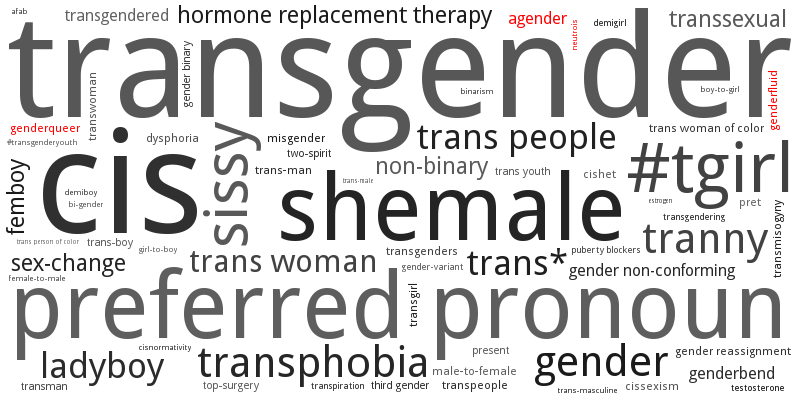 afab
transgendered
hormone replacement therapy
agender
neutrois
demigirl
transsexual
transgender
gender binary
transwoman
binarism
boy-to-girl
genderfluid
genderqueer
#transgenderyouth
dysphoria
sissy
misgender
two-spirit
trans people
trans woman of color
cis
femboy
demiboy
bi-gender
trans-man
non-binary
trans-male
trans youth
cishet
#tgirl
shemale
estrogen
pret
transgendering
transmisogyny
trans person of color
trans-boy
girl-to-boy
tranny
sex-change
female-to-male
trans woman
transgenders
gender-variant
trans*
puberty blockers
gender non-conforming
preferred pronoun
transgirl
cisnormativity
ladyboy
transphobia
present
gender
gender reassignment
transman
top-surgery
transpiration
third gender
male-to-female
transpeople
trans-masculine
cissexism
genderbend
testosterone